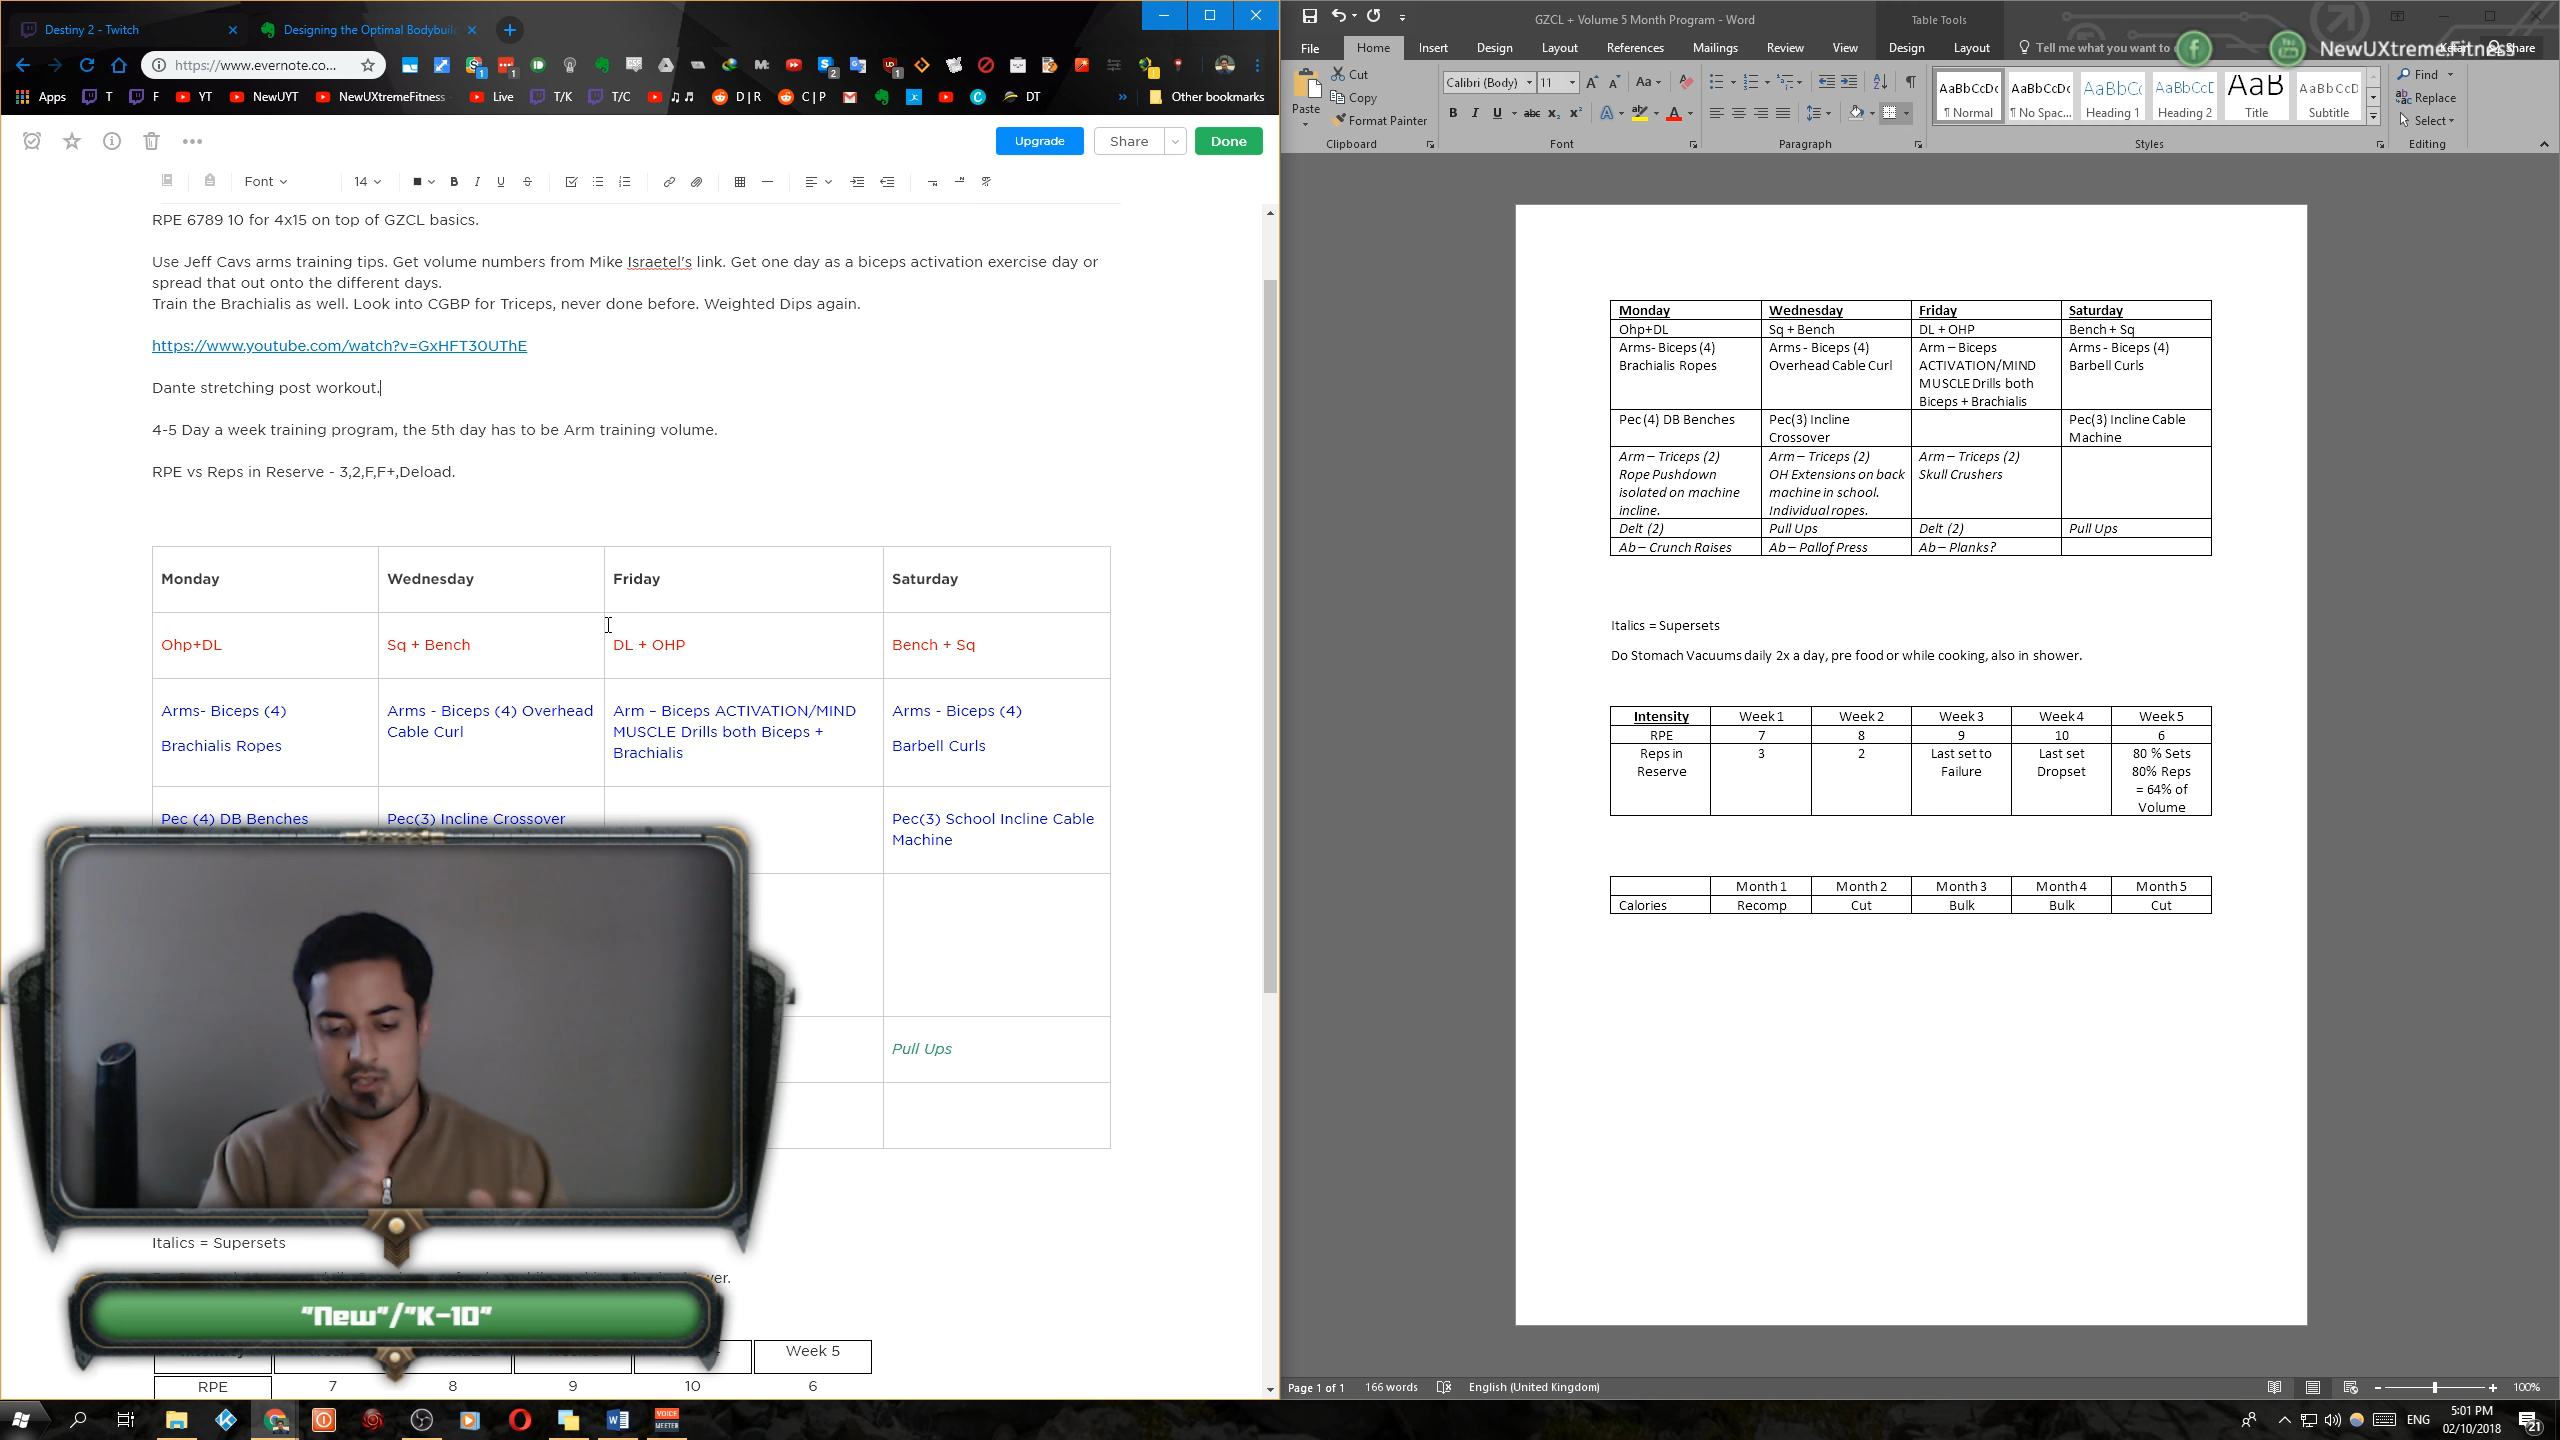 Destiny 2 - Twitch
Designing the Optimal Bodybuil
https://www.evernote.co...
Apps T F YT NewUYT NewUXtremeFitness Live T/K T/C D|R C|P DT Other bookmarks
Upgrade Share Done
Font 14 B I U
RPE 6789 10 for 4x15 on top of GZCL basics.
Use Jeff Cavs arms training tips. Get volume numbers from Mike Israetel's link. Get one day as a biceps activation exercise day or
spread that out onto the different days.
Train the Brachialis as well. Look into CGBP for Triceps, never done before. Weighted Dips again.
https://www.youtube.com/watch?v=GxHFT30UThE
Dante stretching post workout.
4-5 Day a week training program, the 5th day has to be Arm training volume.
RPE vs Reps in Reserve - 3,2,F,F+,Deload.
Monday Wednesday Friday Saturday
Ohp+DL Sq + Bench DL + OHP Bench + Sq
Arms- Biceps (4)
Brachialis Ropes
Arms - Biceps (4) Overhead
Cable Curl
Arm – Biceps ACTIVATION/MIND
MUSCLE Drills both Biceps +
Brachialis
Arms - Biceps (4)
Barbell Curls
Pec (4) DB Benches
Pec(3) Incline Crossover
Pec(3) School Incline Cable
Machine
Pull Ups
Italics = Supersets
"New"/"K-10"
Week 5
RPE 7 8 9 10 6
GZCL + Volume 5 Month Program - Word
Table Tools
NewUXtreme.Fitness
File Home Insert Design Layout References Mailings Review View Design Layout Tell me what you want to Share
Paste
Cut
Copy
Format Painter
Clipboard
Calibri (Body) 11
Font
Paragraph
AaBbCcDc AaBbCcDc AaBbCc AaBbCcE AaB AaBbCcD
Normal No Spac... Heading 1 Heading 2 Title Subtitle
Styles
Find
Replace
Select
Editing
Monday Wednesday Friday Saturday
Ohp+DL Sq + Bench DL + OHP Bench + Sq
Arms- Biceps (4)
Brachialis Ropes
Arms - Biceps (4)
Overhead Cable Curl
Arm – Biceps
ACTIVATION/MIND
MUSCLE Drills both
Biceps + Brachialis
Arms - Biceps (4)
Barbell Curls
Pec (4) DB Benches
Pec(3) Incline
Crossover
Pec(3) Incline Cable
Machine
Arm – Triceps (2)
Rope Pushdown
isolated on machine
incline.
Arm – Triceps (2)
OH Extensions on back
machine in school.
Individual ropes.
Arm – Triceps (2)
Skull Crushers
Delt (2) Pull Ups Delt (2) Pull Ups
Ab – Crunch Raises Ab – Pallof Press Ab – Planks?
Italics = Supersets
Do Stomach Vacuums daily 2x a day, pre food or while cooking, also in shower.
Intensity Week 1 Week 2 Week 3 Week 4 Week 5
RPE 7 8 9 10 6
Reps in
Reserve
3
2
Last set to
Failure
Last set
Dropset
80 % Sets
80% Reps
= 64% of
Volume
Month 1 Month 2 Month 3 Month 4 Month 5
Calories Recomp Cut Bulk Bulk Cut
Page 1 of 1 166 words English (United Kingdom) 100%
VOICE
MEETER
ENG
5:01 PM
02/10/2018
21